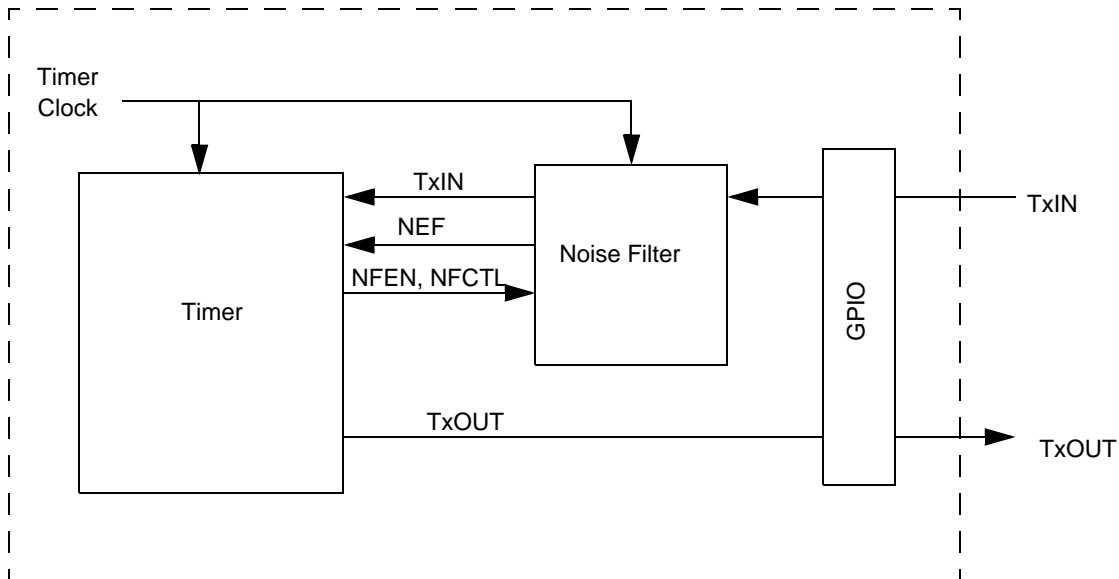 Timer
Clock
TxIN
NEF
NFEN, NFCTL
Timer
Noise Filter
GPIO
TxIN
TxOUT
TxOUT